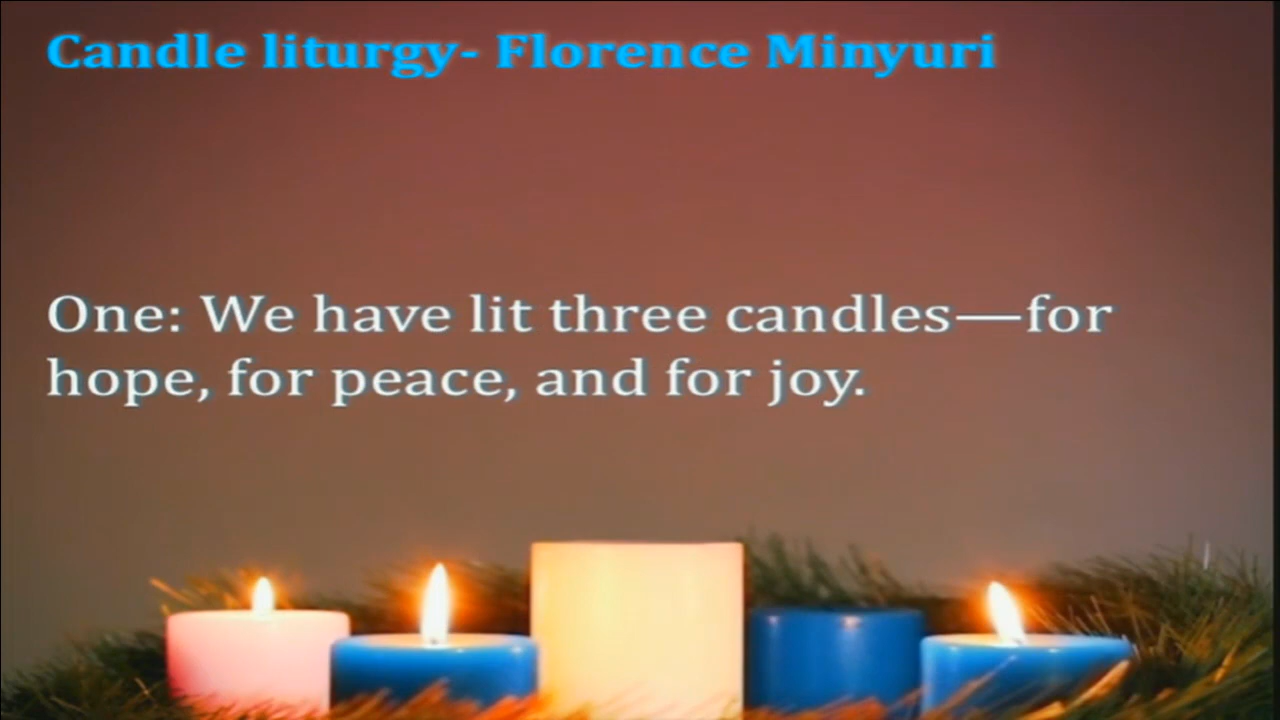 Candle liturgy- Florence Minyuri
One: We have lit three candles—for
hope, for peace, and for joy.